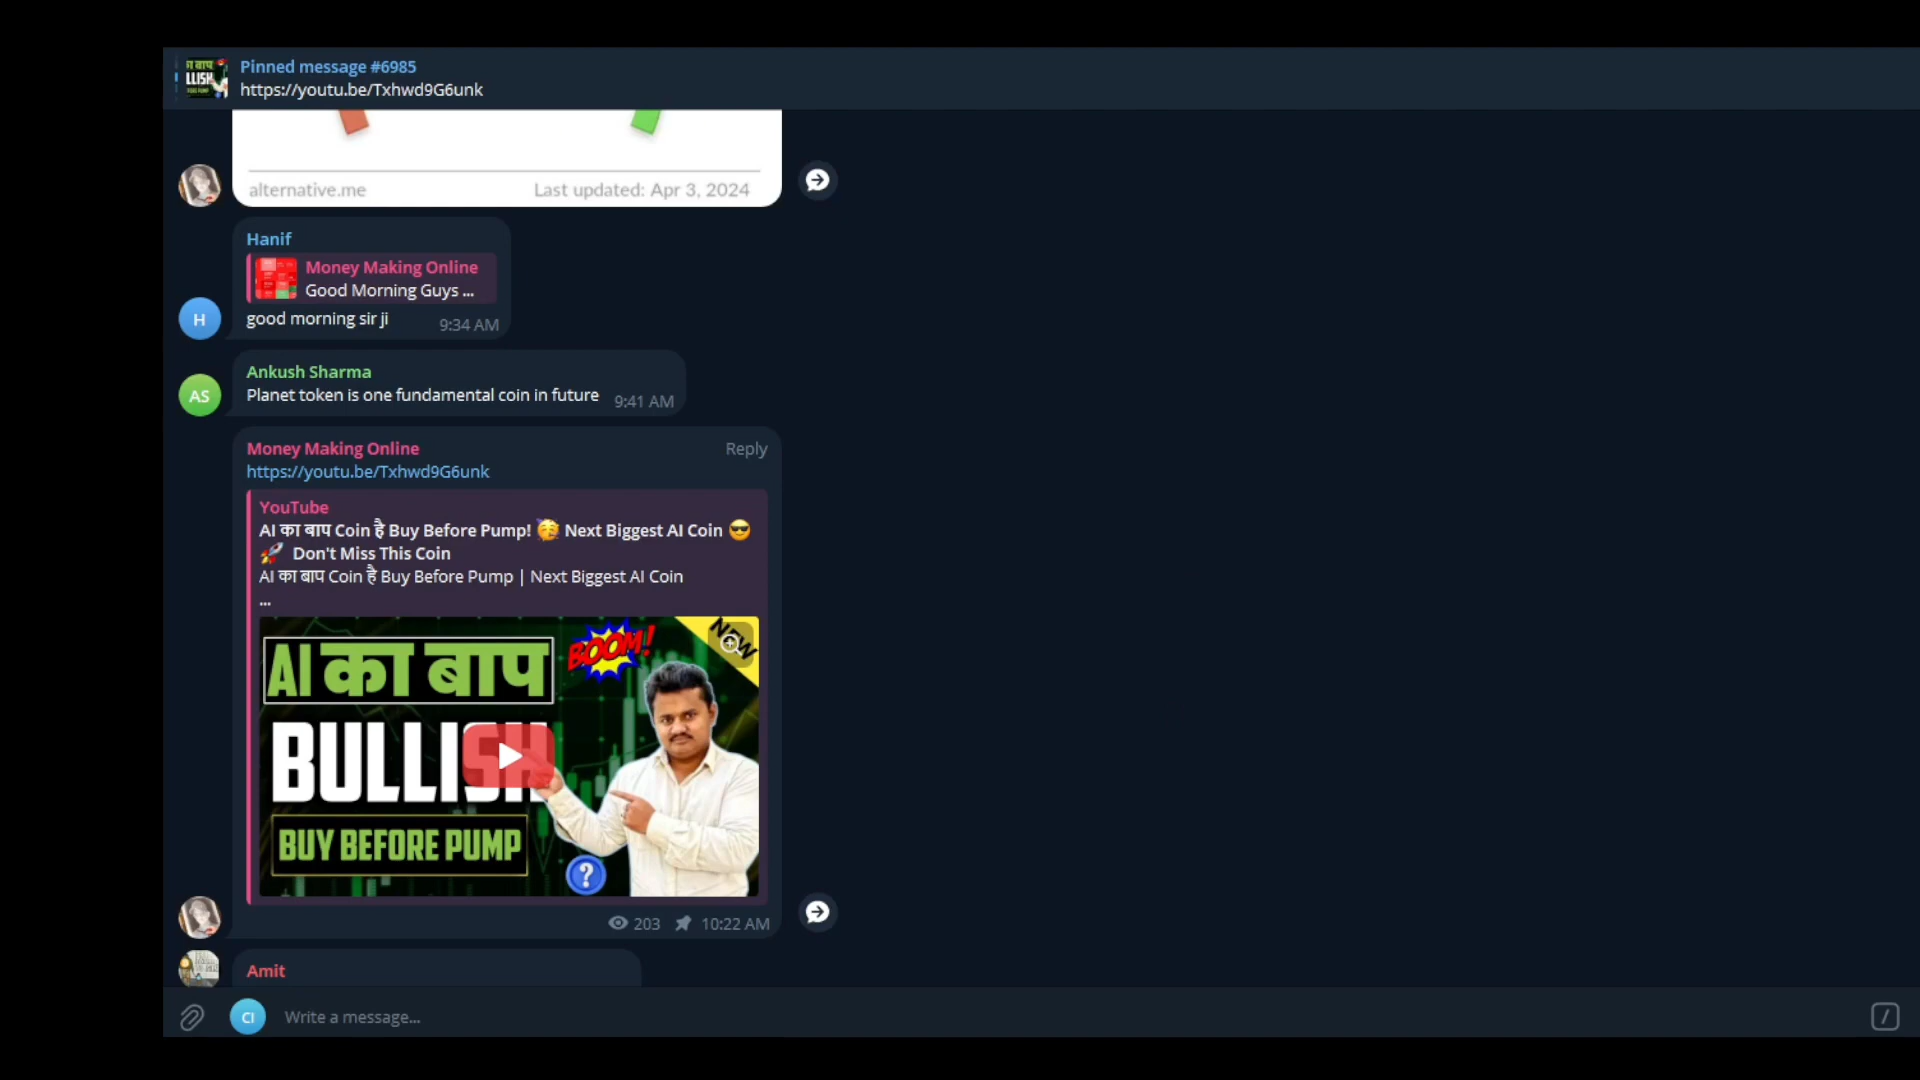 Pinned message #6985
https://youtu.be/Txhwd9G6unk
alternative.me
Last updated: Apr 3, 2024
Hanif
Money Making Online
Good Morning Guys ...
good morning sir ji
9:34 AM
H
Ankush Sharma
Planet token is one fundamental coin in future
9:41 AM
AS
Money Making Online
Reply
https://youtu.be/Txhwd9G6unk
YouTube
AI का बाप Coin है Buy Before Pump! 🥳 Next Biggest AI Coin 😎
🚀 Don't Miss This Coin
AI का बाप Coin है Buy Before Pump | Next Biggest AI Coin
...
AI का बाप
BOOM!
NEW
BULLISH
BUY BEFORE PUMP
?
203
10:22 AM
Amit
CI
Write a message...
/